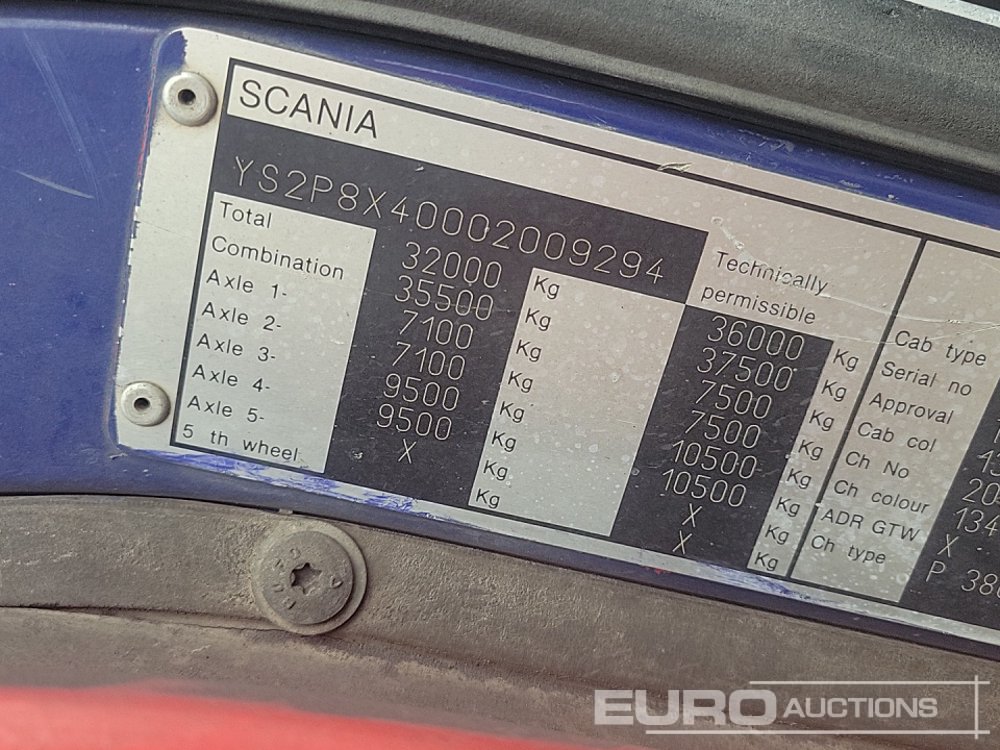 SCANIA
YS2P8X40002009294
Total 32000 Kg
Combination 35500 Kg
Axle 1- 7100 Kg
Axle 2- 7100 Kg
Axle 3- 9500 Kg
Axle 4- 9500 Kg
Axle 5- X Kg
5 th wheel Kg
Technically
permissible
36000 Kg
37500 Kg
7500 Kg
7500 Kg
10500 Kg
10500 Kg
X Kg
X Kg
Cab type
Serial no
Approval
Cab col
Ch No
Ch colour
ADR GTW X
Ch type P
EURO AUCTIONS